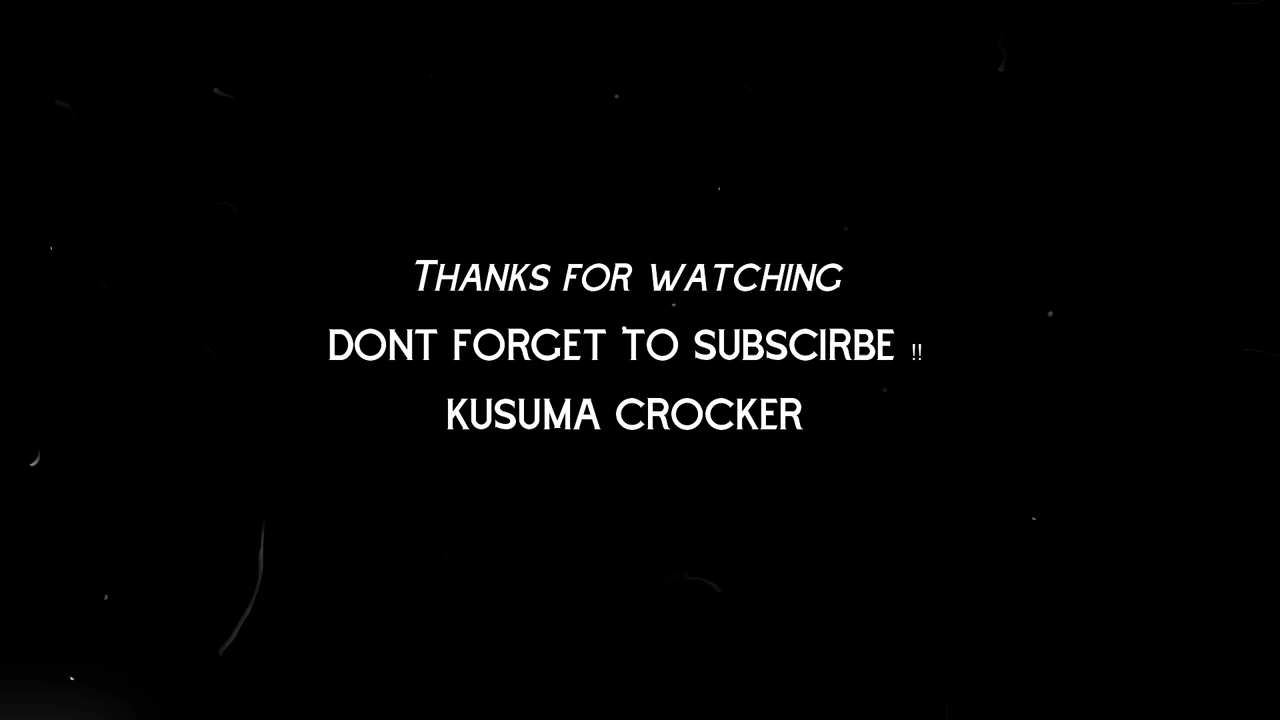 THANKS FOR WATCHING
DONT FORGET TO SUBSCIRBE !!
KUSUMA CROCKER